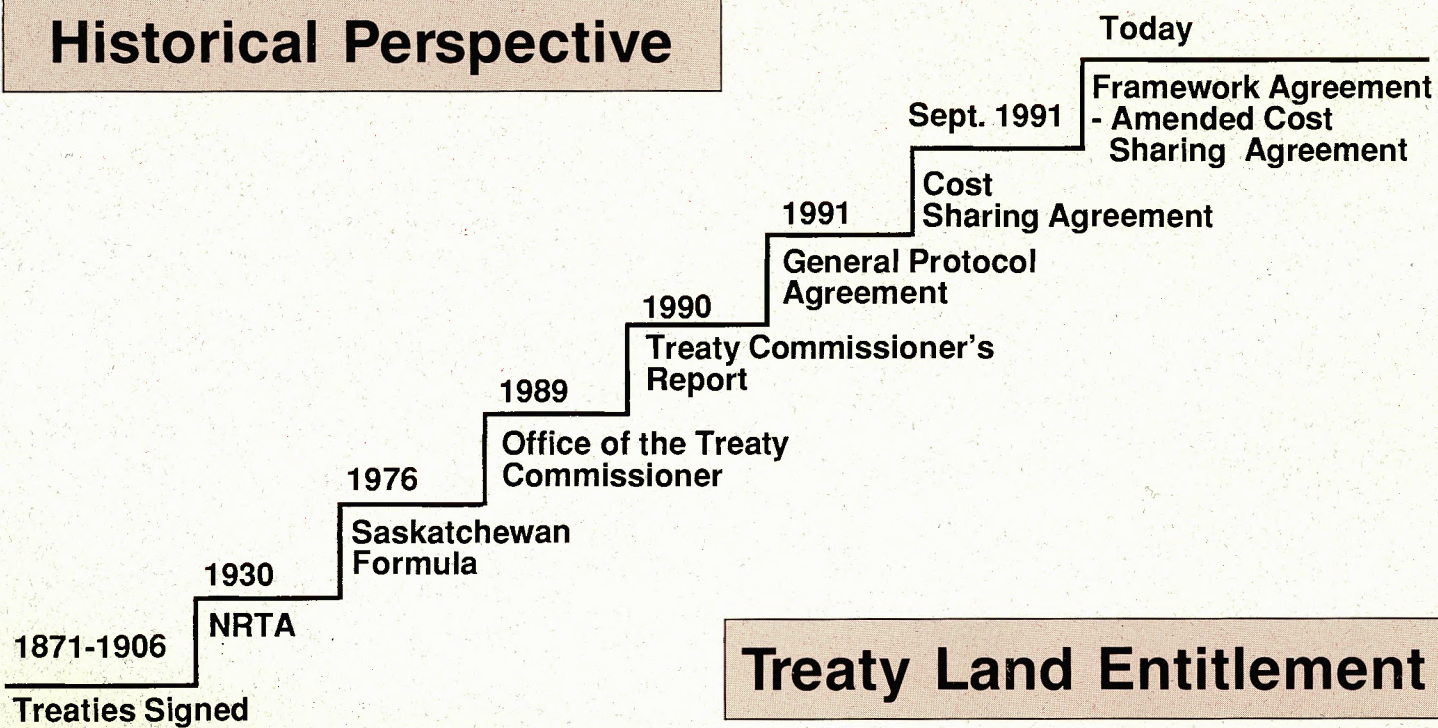 Historical Perspective
1871-1906
Treaties Signed
1930
NRTA
1976
Saskatchewan
Formula
1989
Office of the Treaty
Commissioner
1990
Treaty Commissioner's
Report
1991
General Protocol
Agreement
Sept. 1991
Cost
Sharing Agreement
Today
Framework Agreement
- Amended Cost
Sharing Agreement
Treaty Land Entitlement